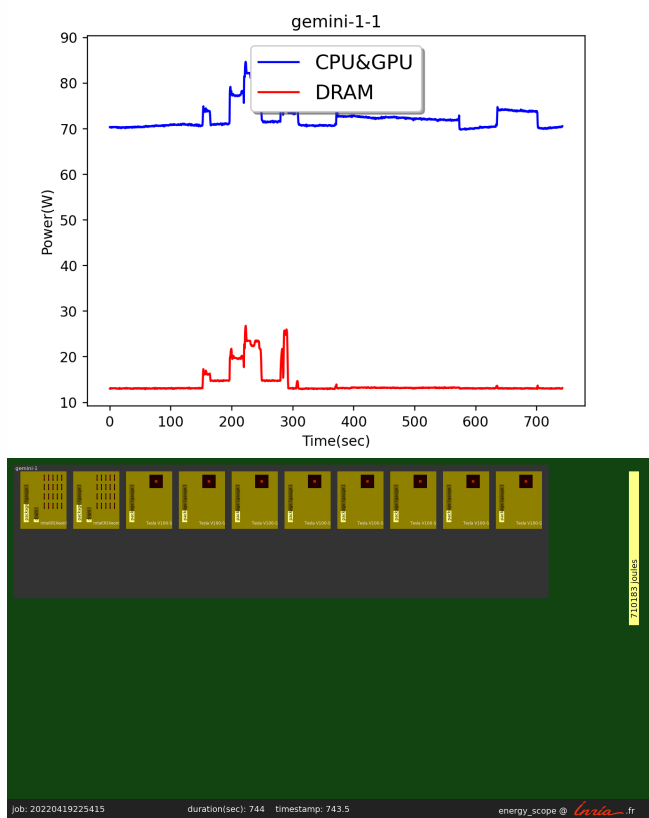 gemini-1-1
CPU&GPU
DRAM
Power(W)
90
80
70
60
50
40
30
20
10
0 100 200 300 400 500 600 700
Time(sec)
gemini-1
Tesla V100-S Tesla V100-S Tesla V100-S Tesla V100-S Tesla V100-S Tesla V100-S Tesla V100-S Tesla V100-S
710183 joules
job: 20220419225415 duration(sec): 744 timestamp: 743.5 energy_scope @ Inria .fr